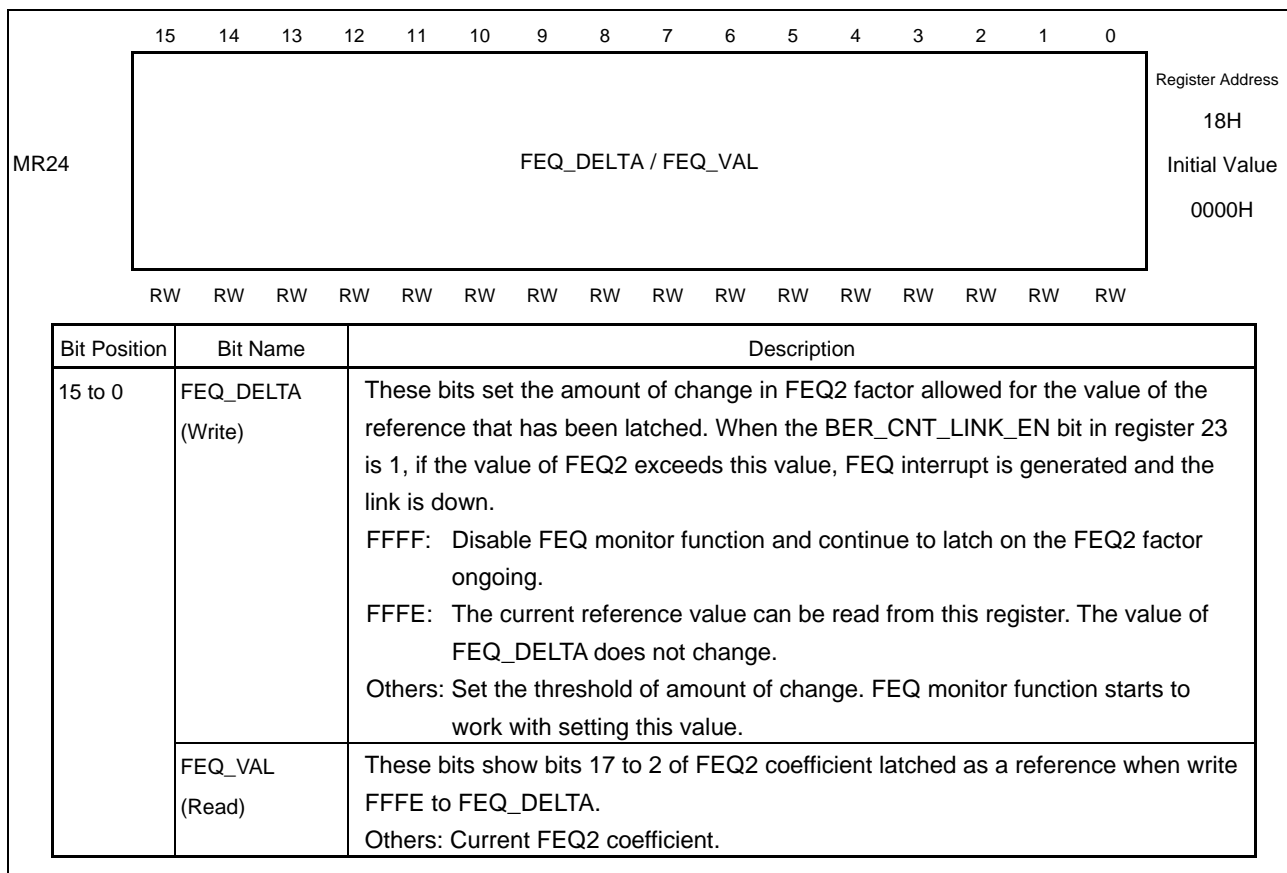 15 14 13 12 11 10 9 8 7 6 5 4 3 2 1 0
Register Address
18H
MR24
FEQ_DELTA / FEQ_VAL
Initial Value
0000H
RW RW RW RW RW RW RW RW RW RW RW RW RW RW RW RW
Bit Position Bit Name Description
15 to 0 FEQ_DELTA These bits set the amount of change in FEQ2 factor allowed for the value of the
(Write) reference that has been latched. When the BER_CNT_LINK_EN bit in register 23
is 1, if the value of FEQ2 exceeds this value, FEQ interrupt is generated and the
link is down.
FFFF: Disable FEQ monitor function and continue to latch on the FEQ2 factor
ongoing.
FFFE: The current reference value can be read from this register. The value of
FEQ_DELTA does not change.
Others: Set the threshold of amount of change. FEQ monitor function starts to
work with setting this value.
FEQ_VAL These bits show bits 17 to 2 of FEQ2 coefficient latched as a reference when write
(Read) FFFE to FEQ_DELTA.
Others: Current FEQ2 coefficient.